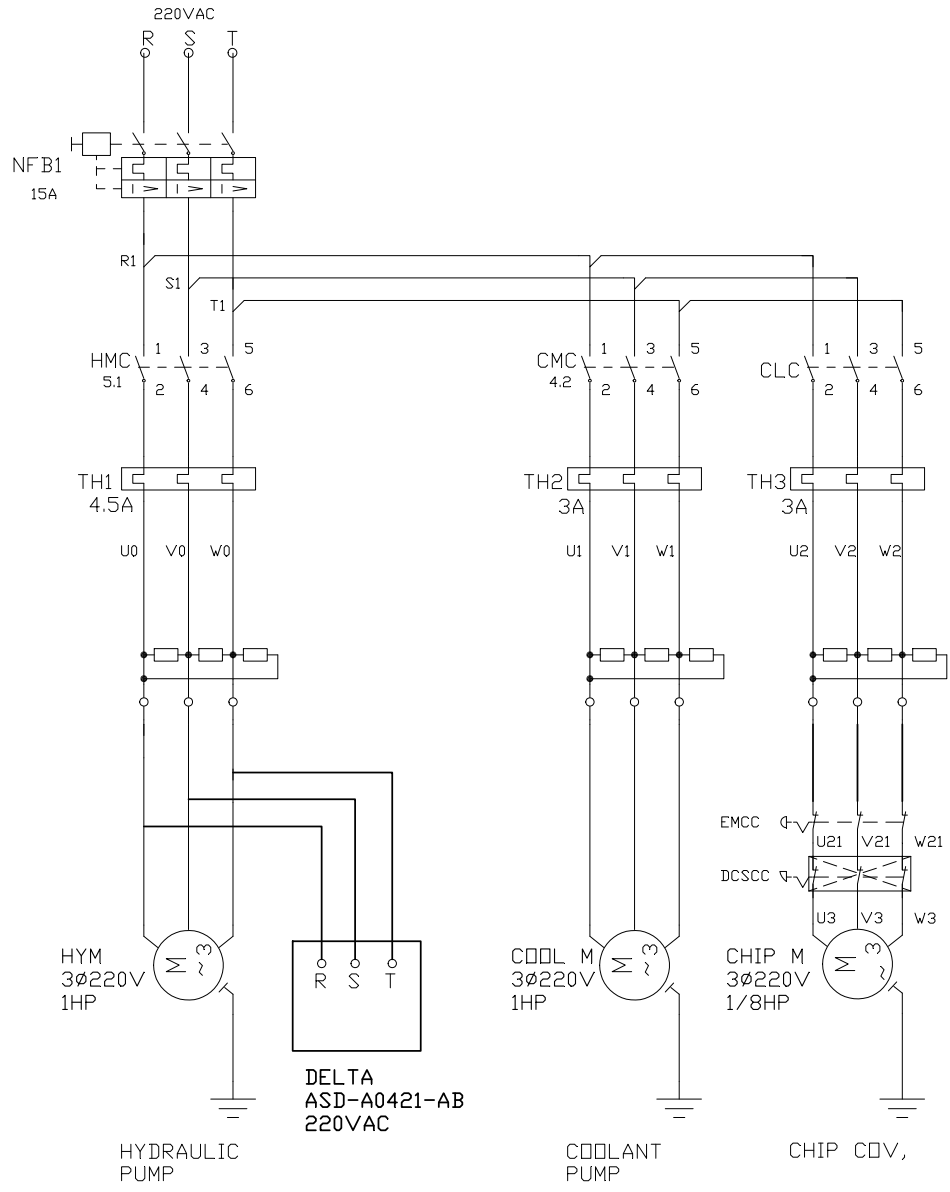 220VAC
R S T
NFB1
15A
R1
S1
T1
HMC
5.1
1 3 5
2 4 6
CMC
4.2
1 3 5
2 4 6
CLC
1 3 5
2 4 6
TH1
4.5A
TH2
3A
TH3
3A
U0 V0 W0
U1 V1 W1
U2 V2 W2
EMCC
U21 V21 W21
DCSCC
U3 V3 W3
HYM
3Ø220V
1HP
M
~3
R S T
DELTA
ASD-A0421-AB
220VAC
COOL M
3Ø220V
1HP
M
~3
CHIP M
3Ø220V
1/8HP
M
~3
HYDRAULIC
PUMP
COOLANT
PUMP
CHIP COV,